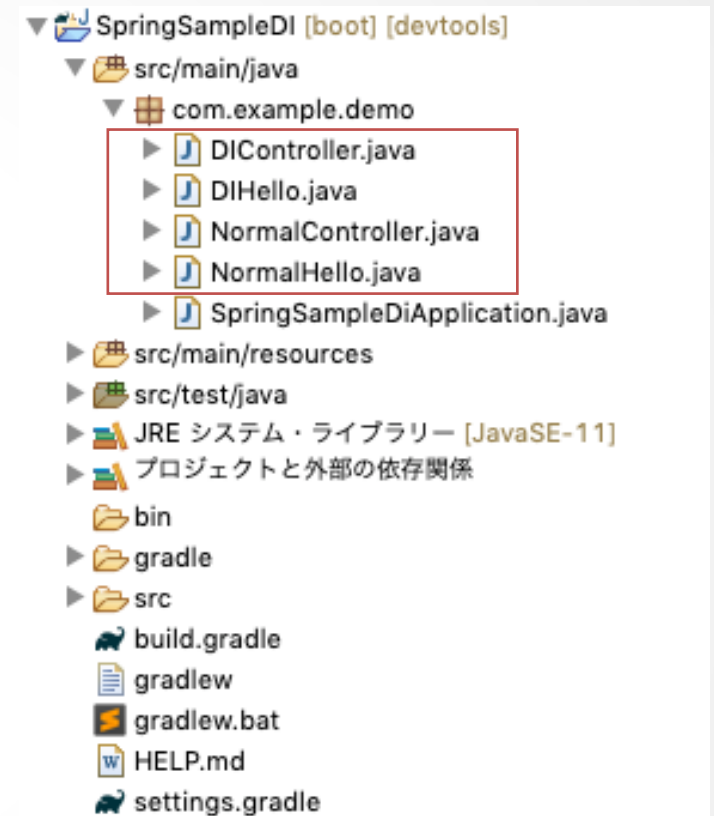 SpringSampleDI [boot] [devtools]
src/main/java
com.example.demo
DIController.java
DIHello.java
NormalController.java
NormalHello.java
SpringSampleDiApplication.java
src/main/resources
src/test/java
JRE システム・ライブラリー [JavaSE-11]
プロジェクトと外部の依存関係
bin
gradle
src
build.gradle
gradlew
gradlew.bat
HELP.md
settings.gradle